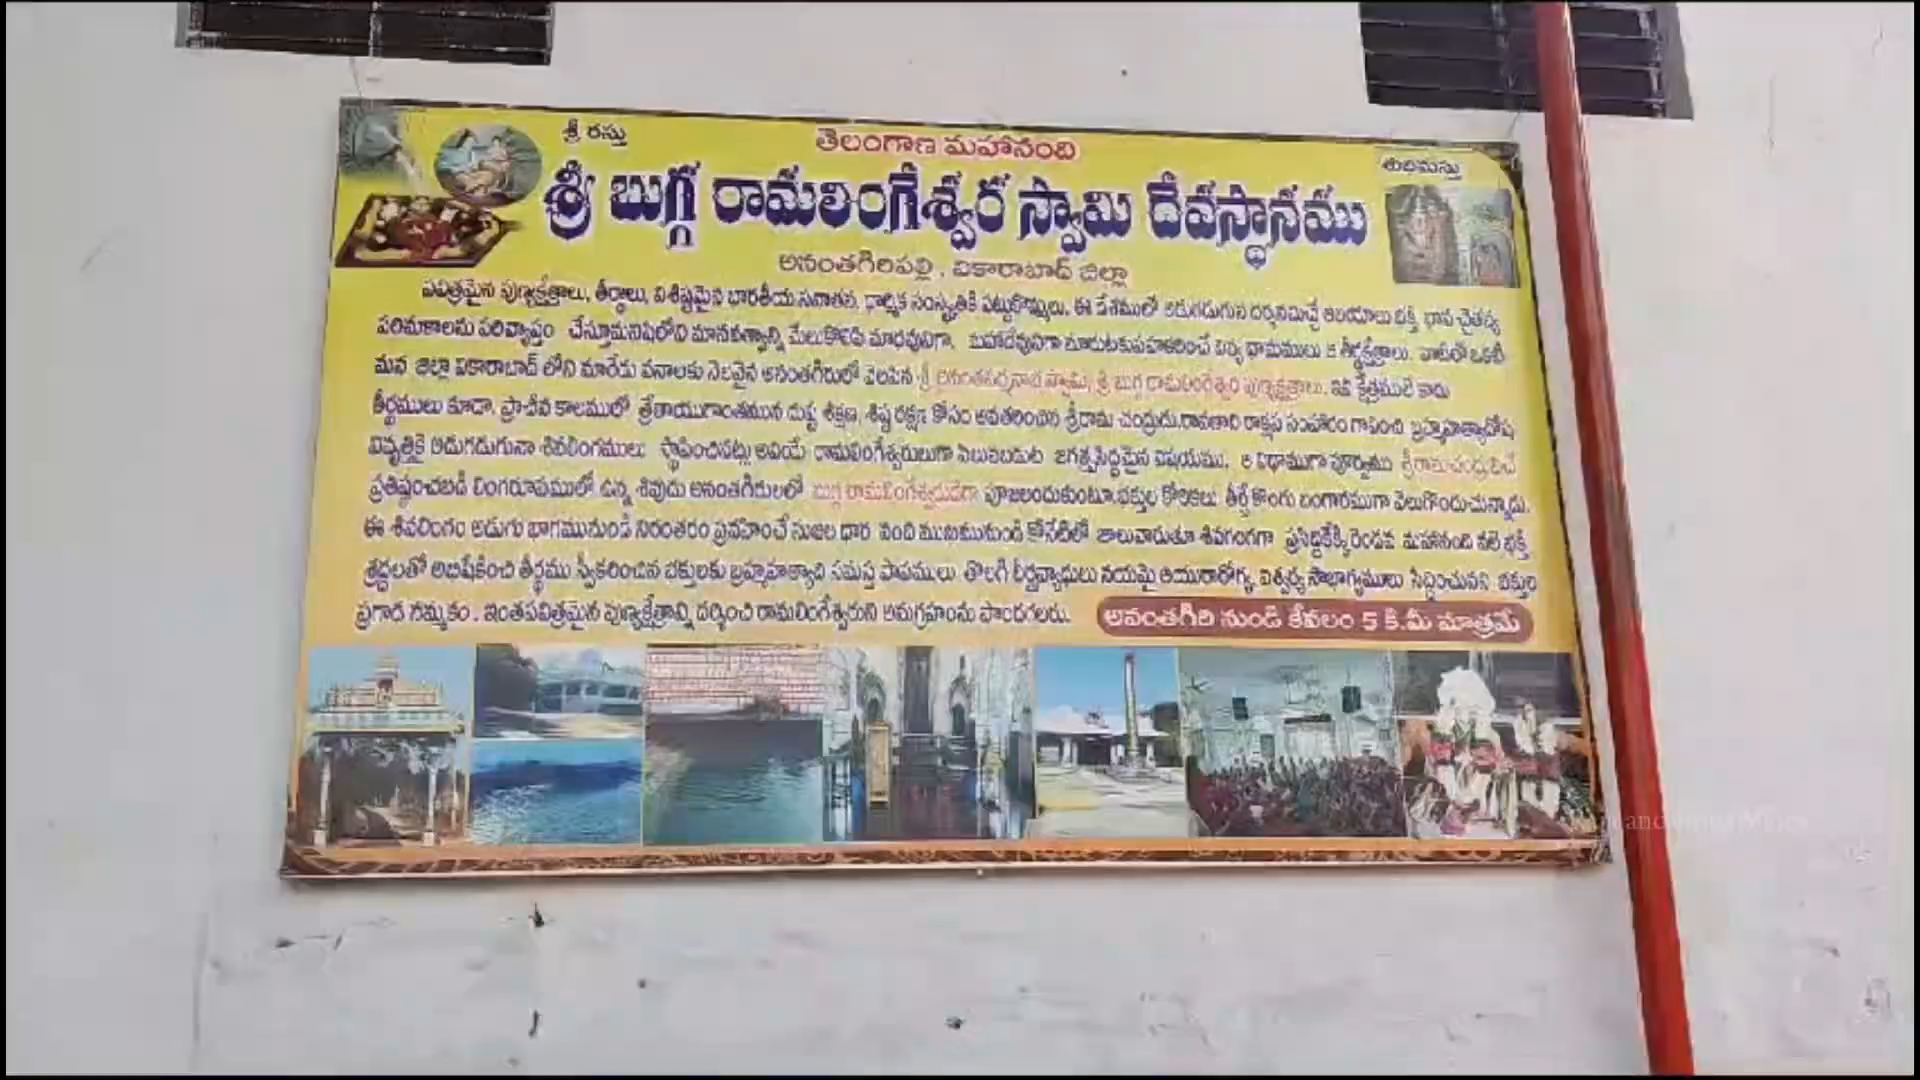 శ్రీ రస్తు
తెలంగాణ మహానంది
శుభమస్తు
శ్రీ బుగ్గ రామలింగేశ్వర స్వామి దేవస్థానము
అనంతగిరిపల్లి, వికారాబాద్ జిల్లా
పవిత్రమైన పుణ్యక్షేత్రాలు, తీర్థాలు, విశిష్టమైన భారతీయ సనాతన, ధార్మిక సంస్కృతికి పట్టుకొమ్మలు. ఈ దేశములో అడుగడుగున దర్శనమిచ్చే ఆలయాలు భక్తి, భావ చైతన్య
పరిమళాలను పరివ్యాప్తం చేస్తూ మనిషిలోని మానవత్వాన్ని మేలుకొలిపి మాధవునిగా, మహాదేవునిగా దివ్య ధామములు ఈ తీర్థక్షేత్రాలు. వాటిలో ఒకటి
మన జిల్లా వికారాబాద్ లోని మారేడు వనాలకు నెలవైన అనంతగిరులో వెలసిన శ్రీ అనంతపద్మనాభ స్వామి, శ్రీ బుగ్గ రామలింగేశ్వర పుణ్యక్షేత్రాలు. ఇవి క్షేత్రములే కాదు
తీర్థములు కూడా. ప్రాచీన కాలములో త్రేతాయుగాంతమున దుష్ట శిక్షణ, శిష్ట రక్షణ కోసం అవతరించిన శ్రీరామ చంద్రుడు రావణాది రాక్షస సంహారం గావించి బ్రహ్మహత్యాదోష
నివృత్తికై అడుగడుగునా శివలింగములు స్థాపించినట్లు అవియే రామలింగేశ్వరులుగా పిలువబడుట జగత్ప్రసిద్ధమైన విషయము. ఆ విధముగా పూర్వము శ్రీరామచంద్రునిచే
ప్రతిష్ఠించబడి లింగరూపములో ఉన్న శివుడు అనంతగిరులలో బుగ్గ రామలింగేశ్వరుడుగా పూజలందుకుంటూ భక్తుల కోరికలు తీర్చే కొంగు బంగారముగా వెలుగొందుచున్నాడు.
ఈ శివలింగం అడుగు భాగమునుండి నిరంతరం ప్రవహించే సుజల ధార నంది ముఖమునుండి కోనేటిలో జాలువారుతూ శివగంగగా ప్రసిద్ధికెక్కి రెండవ మహానంది వలె భక్తి
శ్రద్ధలతో అభిషేకించి తీర్థము స్వీకరించిన భక్తులకు బ్రహ్మహత్యాది సమస్త పాపములు తొలగి దీర్ఘవ్యాధులు నయమై ఆయురారోగ్య ఐశ్వర్య సౌభాగ్యములు సిద్ధించునని భక్తుల
ప్రగాఢ నమ్మకం. ఇంతపవిత్రమైన పుణ్యక్షేత్రాన్ని దర్శించి రామలింగేశ్వరుని అనుగ్రహంను పొందగలరు.
అనంతగిరి నుండి కేవలం 5 కి.మీ మాత్రమే